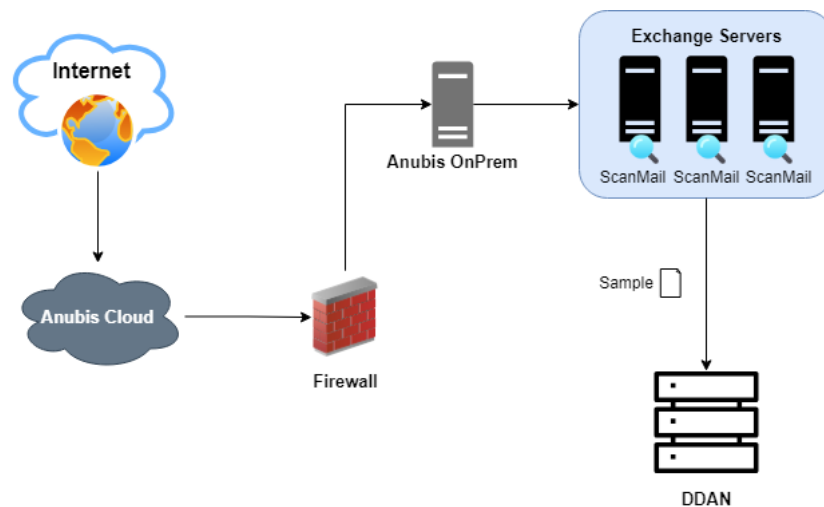 Internet
Anubis Cloud
Firewall
Anubis OnPrem
Exchange Servers
ScanMail ScanMail ScanMail
Sample
DDAN